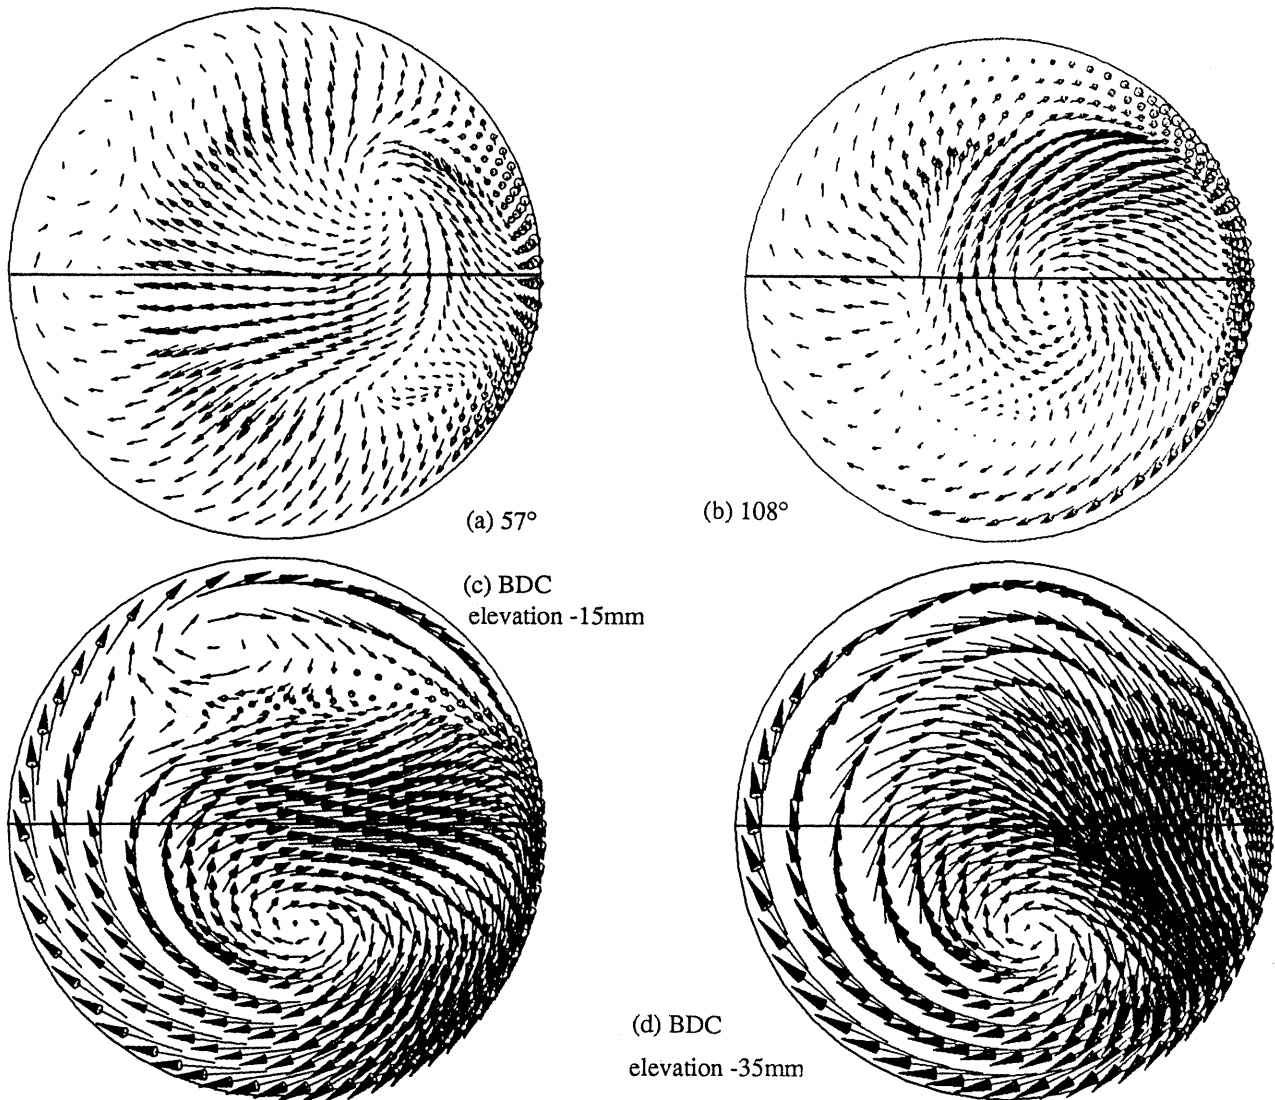 (a) 57°
(b) 108°
(c) BDC
elevation -15mm
(d) BDC
elevation -35mm